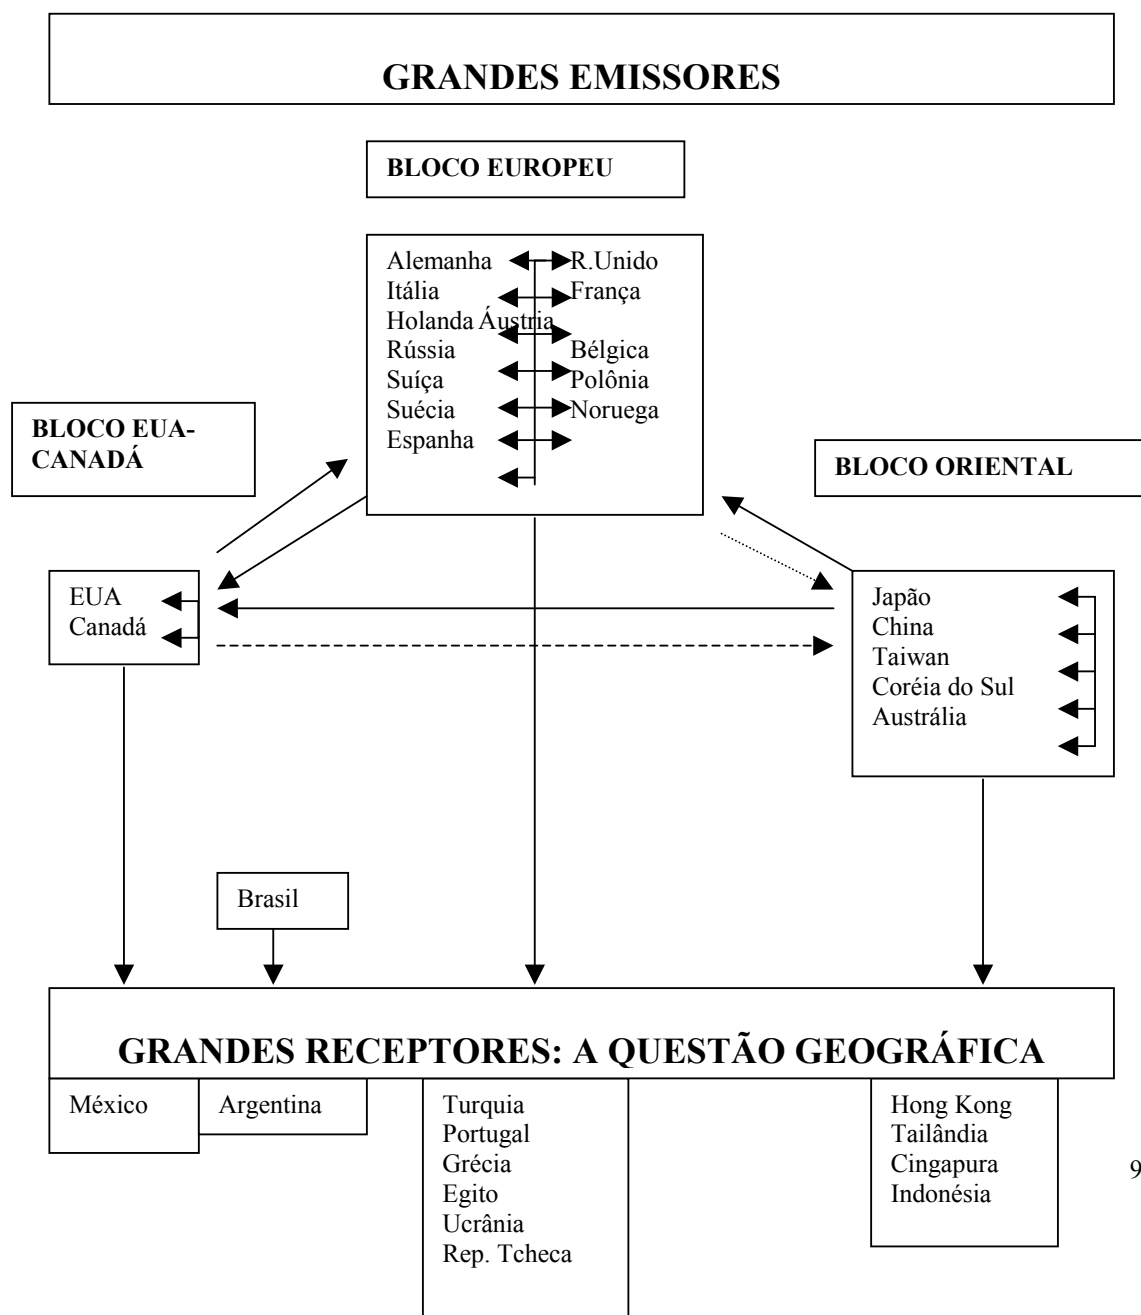 GRANDES EMISSORES
BLOCO EUROPEU
Alemanha R.Unido
Itália França
Holanda Áustria
Rússia Bélgica
Suíça Polônia
Suécia Noruega
Espanha
BLOCO EUA-
CANADÁ
BLOCO ORIENTAL
EUA
Canadá
Japão
China
Taiwan
Coréia do Sul
Austrália
Brasil
GRANDES RECEPTORES: A QUESTÃO GEOGRÁFICA
México
Argentina
Turquia
Portugal
Grécia
Egito
Ucrânia
Rep. Tcheca
Hong Kong
Tailândia
Cingapura
Indonésia
9